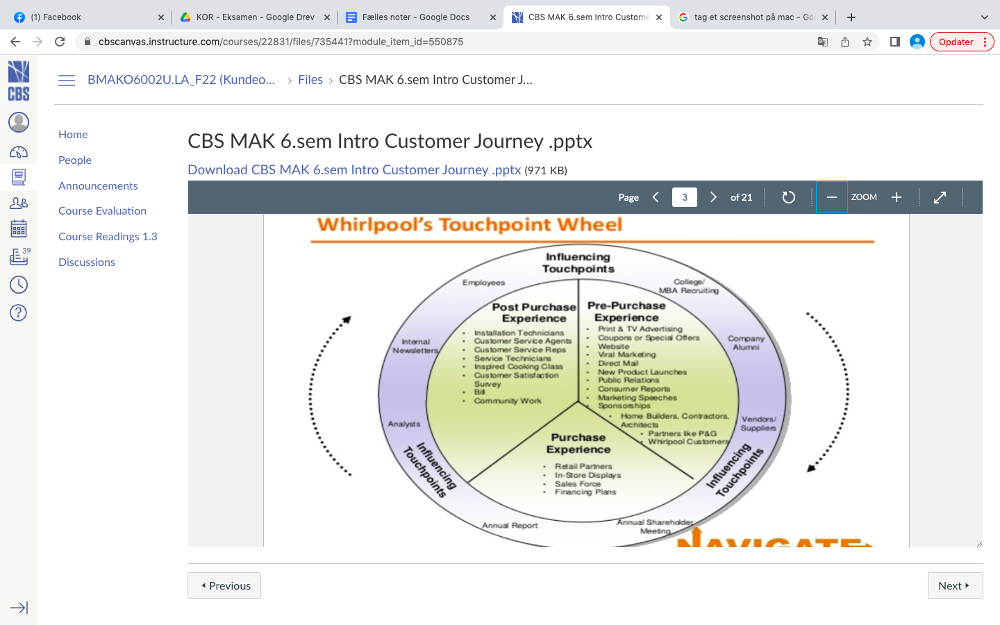 (1) Facebook
KOR - Eksamen - Google Drev
Fælles noter - Google Docs
CBS MAK 6.sem Intro Custome
tag et screenshot på mac - Goo
cbscanvas.instructure.com/courses/22831/files/735441?module_item_id=550875
Opdater
CBS
BMAKO6002U.LA_F22 (Kundeo...
Files
CBS MAK 6.sem Intro Customer J...
39
Home
People
Announcements
Course Evaluation
Course Readings 1.3
Discussions
CBS MAK 6.sem Intro Customer Journey .pptx
Download CBS MAK 6.sem Intro Customer Journey .pptx (971 KB)
Page
3
of 21
ZOOM
Whirlpool's Touchpoint Wheel
Influencing
Touchpoints
Employees
College/
MBA Recruiting
Internal
Newsletters
Company
Alumni
Post Purchase
Experience
• Installation Technicians
• Customer Service Agents
• Customer Service Reps
• Service Technicians
• Inspired Cooking Class
• Customer Satisfaction
Survey
• Bill
• Community Work
Pre-Purchase
Experience
• Print & TV Advertising
• Coupons or Special Offers
• Website
• Viral Marketing
• Direct Mail
• New Product Launches
• Public Relations
• Consumer Reports
• Marketing Speeches
• Sponsorships
• Home Builders, Contractors,
Architects
• Partners like P&G
• Whirlpool Customers
Analysts
Vendors/
Suppliers
Purchase
Experience
• Retail Partners
• In-Store Displays
• Sales Force
• Financing Plans
Influencing
Touchpoints
Influencing
Touchpoints
Annual Report
Annual Shareholder
Meeting
NAVIGATE
Previous
Next